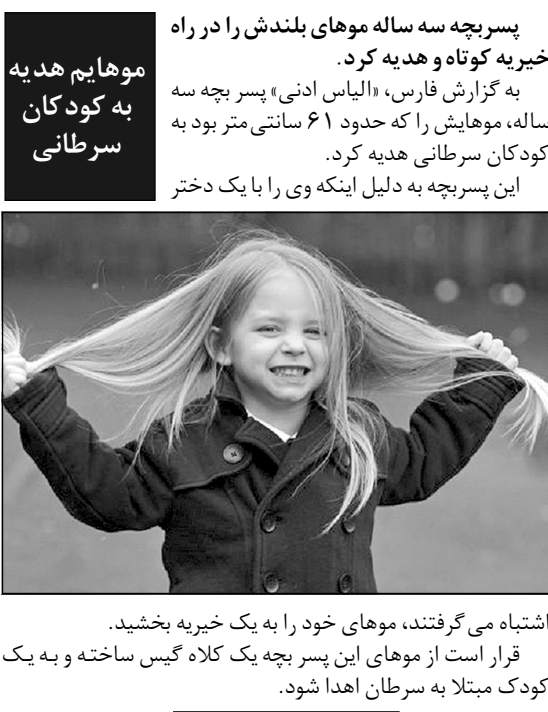 موهایم هدیه
به کودکان
سرطانی
پسربچه سه ساله موهای بلندش را در راه
خیریه کوتاه و هدیه کرد.
به گزارش فارس، «الیاس ادنی» پسر بچه سه
ساله، موهایش را که حدود ۶۱ سانتی‌متر بود به
کودکان سرطانی هدیه کرد.
این پسربچه به دلیل اینکه وی را با یک دختر
اشتباه می‌گرفتند، موهای خود را به یک خیریه بخشید.
قرار است از موهای این پسر بچه یک کلاه گیس ساخته و به یک
کودک مبتلا به سرطان اهدا شود.